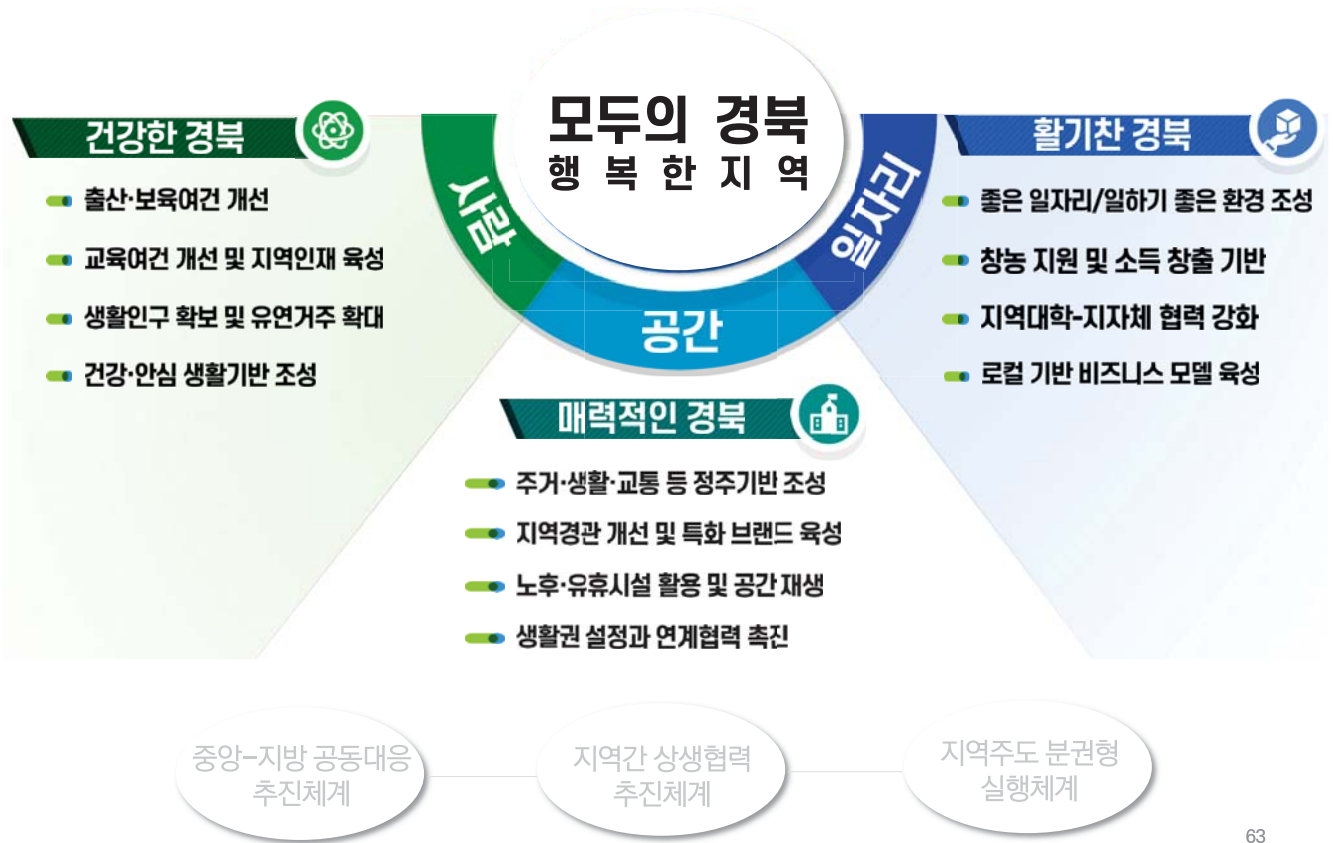 모두의 경북
행복한지역
사람
공간
일자리
건강한 경북
출산·보육여건 개선
교육여건 개선 및 지역인재 육성
생활인구 확보 및 유연거주 확대
건강·안심 생활기반 조성
활기찬 경북
좋은 일자리/일하기 좋은 환경 조성
창농 지원 및 소득 창출 기반
지역대학-지자체 협력 강화
로컬 기반 비즈니스 모델 육성
매력적인 경북
주거·생활·교통 등 정주기반 조성
지역경관 개선 및 특화 브랜드 육성
노후·유휴시설 활용 및 공간 재생
생활권 설정과 연계협력 촉진
중앙-지방 공동대응
추진체계
지역간 상생협력
추진체계
지역주도 분권형
실행체계
63